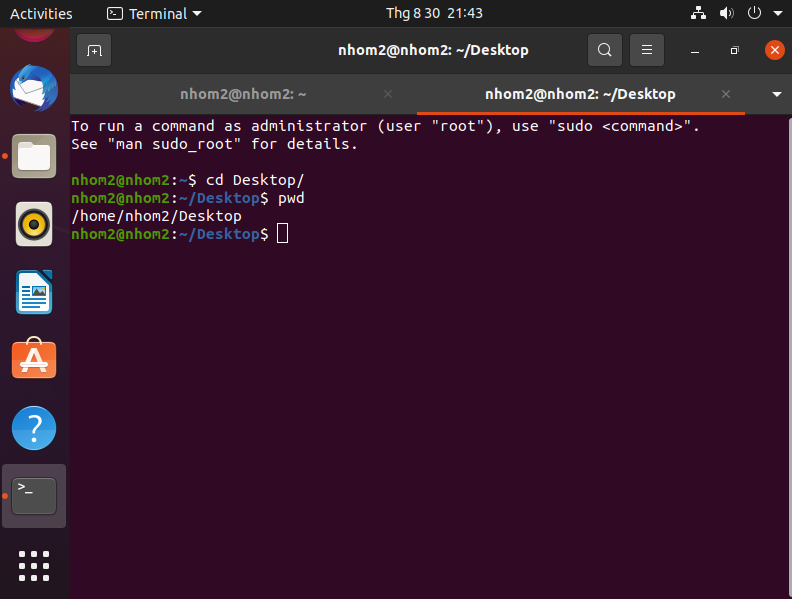 Activities Terminal Thg 8 30 21:43
nhom2@nhom2: ~/Desktop
nhom2@nhom2: ~ nhom2@nhom2: ~/Desktop
To run a command as administrator (user "root"), use "sudo <command>".
See "man sudo_root" for details.
nhom2@nhom2:~$ cd Desktop/
nhom2@nhom2:~/Desktop$ pwd
/home/nhom2/Desktop
nhom2@nhom2:~/Desktop$